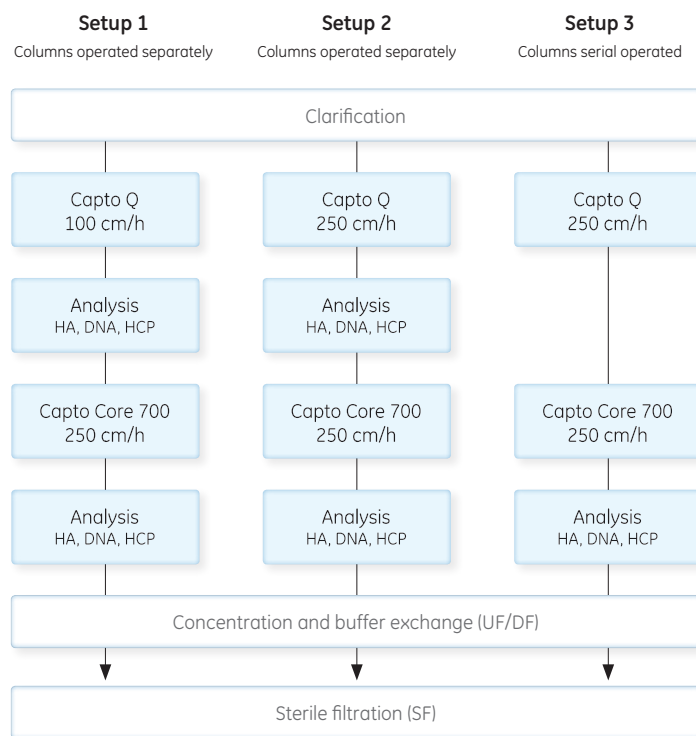 Setup 1
Columns operated separately
Setup 2
Columns operated separately
Setup 3
Columns serial operated
Clarification
Capto Q
100 cm/h
Capto Q
250 cm/h
Capto Q
250 cm/h
Analysis
HA, DNA, HCP
Analysis
HA, DNA, HCP
Capto Core 700
250 cm/h
Capto Core 700
250 cm/h
Capto Core 700
250 cm/h
Analysis
HA, DNA, HCP
Analysis
HA, DNA, HCP
Analysis
HA, DNA, HCP
Concentration and buffer exchange (UF/DF)
Sterile filtration (SF)